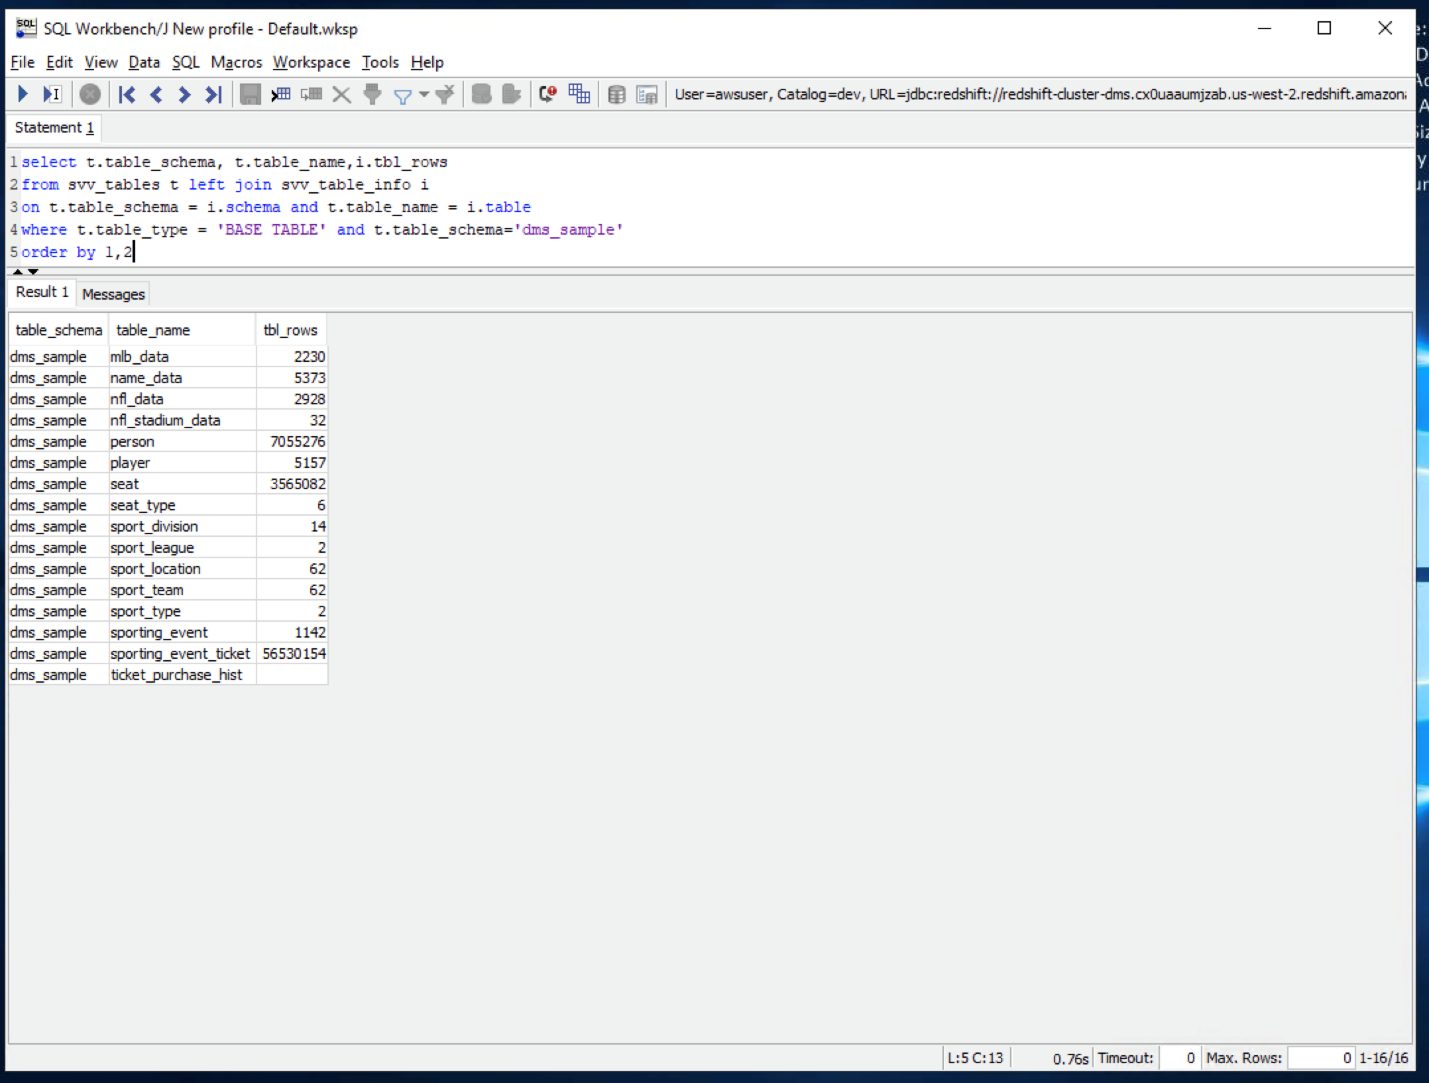 SQL Workbench/J New profile - Default.wksp
File Edit View Data SQL Macros Workspace Tools Help
User=awsuser, Catalog=dev, URL=jdbc:redshift://redshift-cluster-dms.cx0uaaumjzab.us-west-2.redshift.amazon
Statement 1
1 select t.table_schema, t.table_name,i.tbl_rows
2 from svv_tables t left join svv_table_info i
3 on t.table_schema = i.schema and t.table_name = i.table
4 where t.table_type = 'BASE TABLE' and t.table_schema='dms_sample'
5 order by 1,2
Result 1 Messages
table_schema table_name tbl_rows
dms_sample mlb_data 2230
dms_sample name_data 5373
dms_sample nfl_data 2928
dms_sample nfl_stadium_data 32
dms_sample person 7055276
dms_sample player 5157
dms_sample seat 3565082
dms_sample seat_type 6
dms_sample sport_division 14
dms_sample sport_league 2
dms_sample sport_location 62
dms_sample sport_team 62
dms_sample sport_type 2
dms_sample sporting_event 1142
dms_sample sporting_event_ticket 56530154
dms_sample ticket_purchase_hist
L:5 C:13 0.76s Timeout: 0 Max. Rows: 0 1-16/16